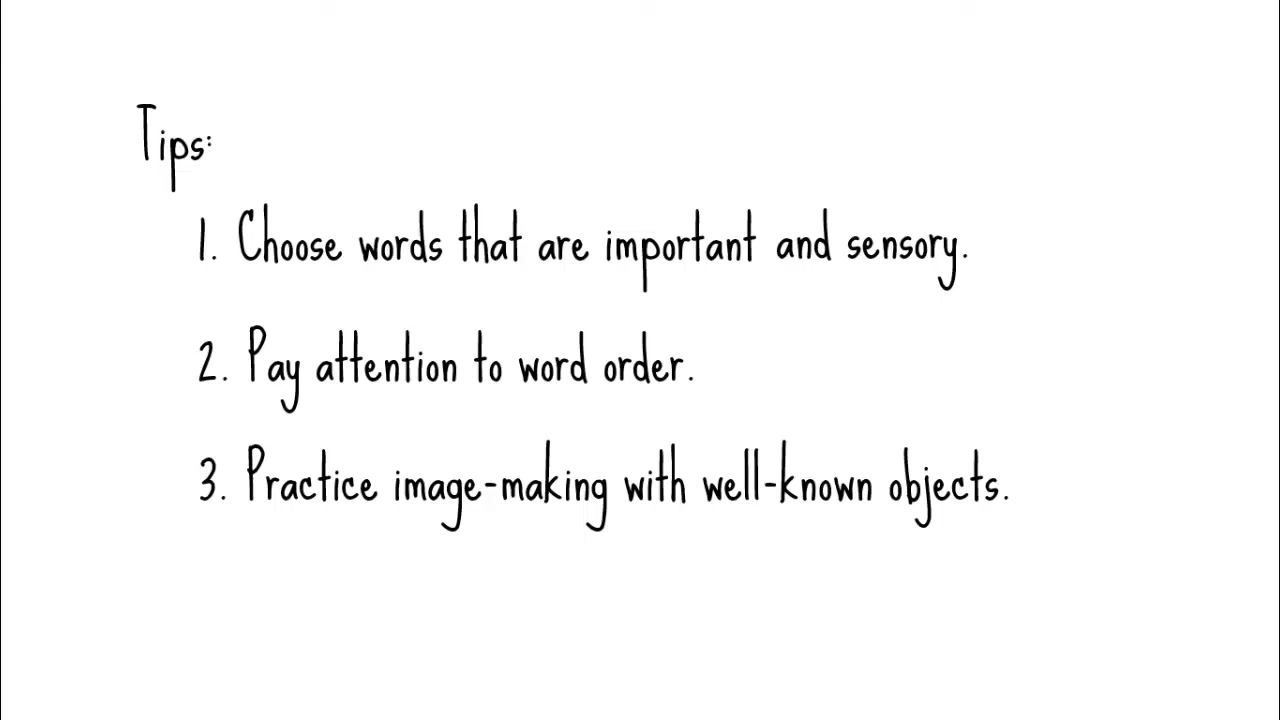 Tips:
1. Choose words that are important and sensory.
2. Pay attention to word order.
3. Practice image-making with well-known objects.